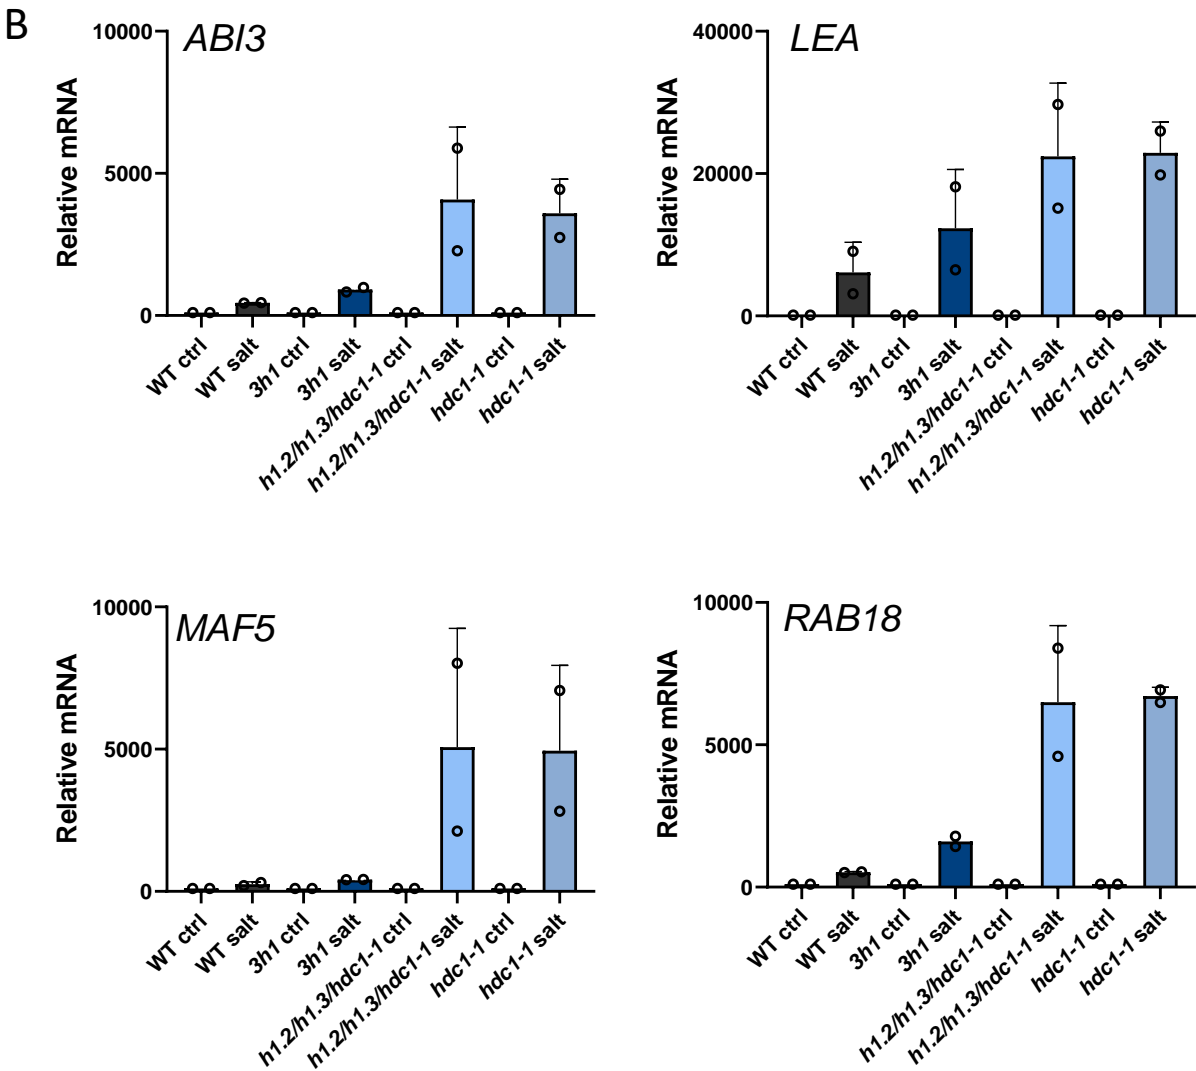 B
ABI3
Relative mRNA
10000
5000
0
WT ctrl
WT salt
3h1 ctrl
3h1 salt
h1.2/h1.3/hdc1-1 ctrl
h1.2/h1.3/hdc1-1 salt
hdc1-1 ctrl
hdc1-1 salt
LEA
Relative mRNA
40000
20000
0
WT ctrl
WT salt
3h1 ctrl
3h1 salt
h1.2/h1.3/hdc1-1 ctrl
h1.2/h1.3/hdc1-1 salt
hdc1-1 ctrl
hdc1-1 salt
MAF5
Relative mRNA
10000
5000
0
WT ctrl
WT salt
3h1 ctrl
3h1 salt
h1.2/h1.3/hdc1-1 ctrl
h1.2/h1.3/hdc1-1 salt
hdc1-1 ctrl
hdc1-1 salt
RAB18
Relative mRNA
10000
5000
0
WT ctrl
WT salt
3h1 ctrl
3h1 salt
h1.2/h1.3/hdc1-1 ctrl
h1.2/h1.3/hdc1-1 salt
hdc1-1 ctrl
hdc1-1 salt